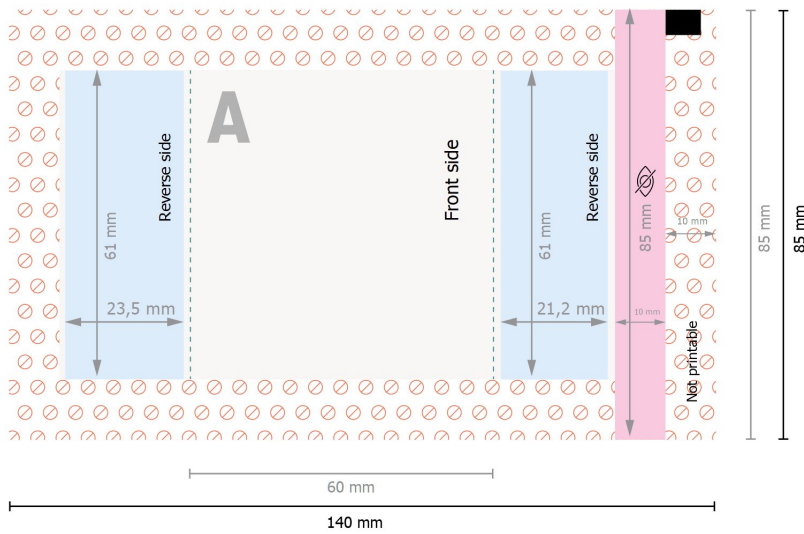 A
Reverse side
61 mm
23,5 mm
Front side
Reverse side
61 mm
21,2 mm
85 mm
10 mm
10 mm
Not printable
85 mm
85 mm
60 mm
140 mm